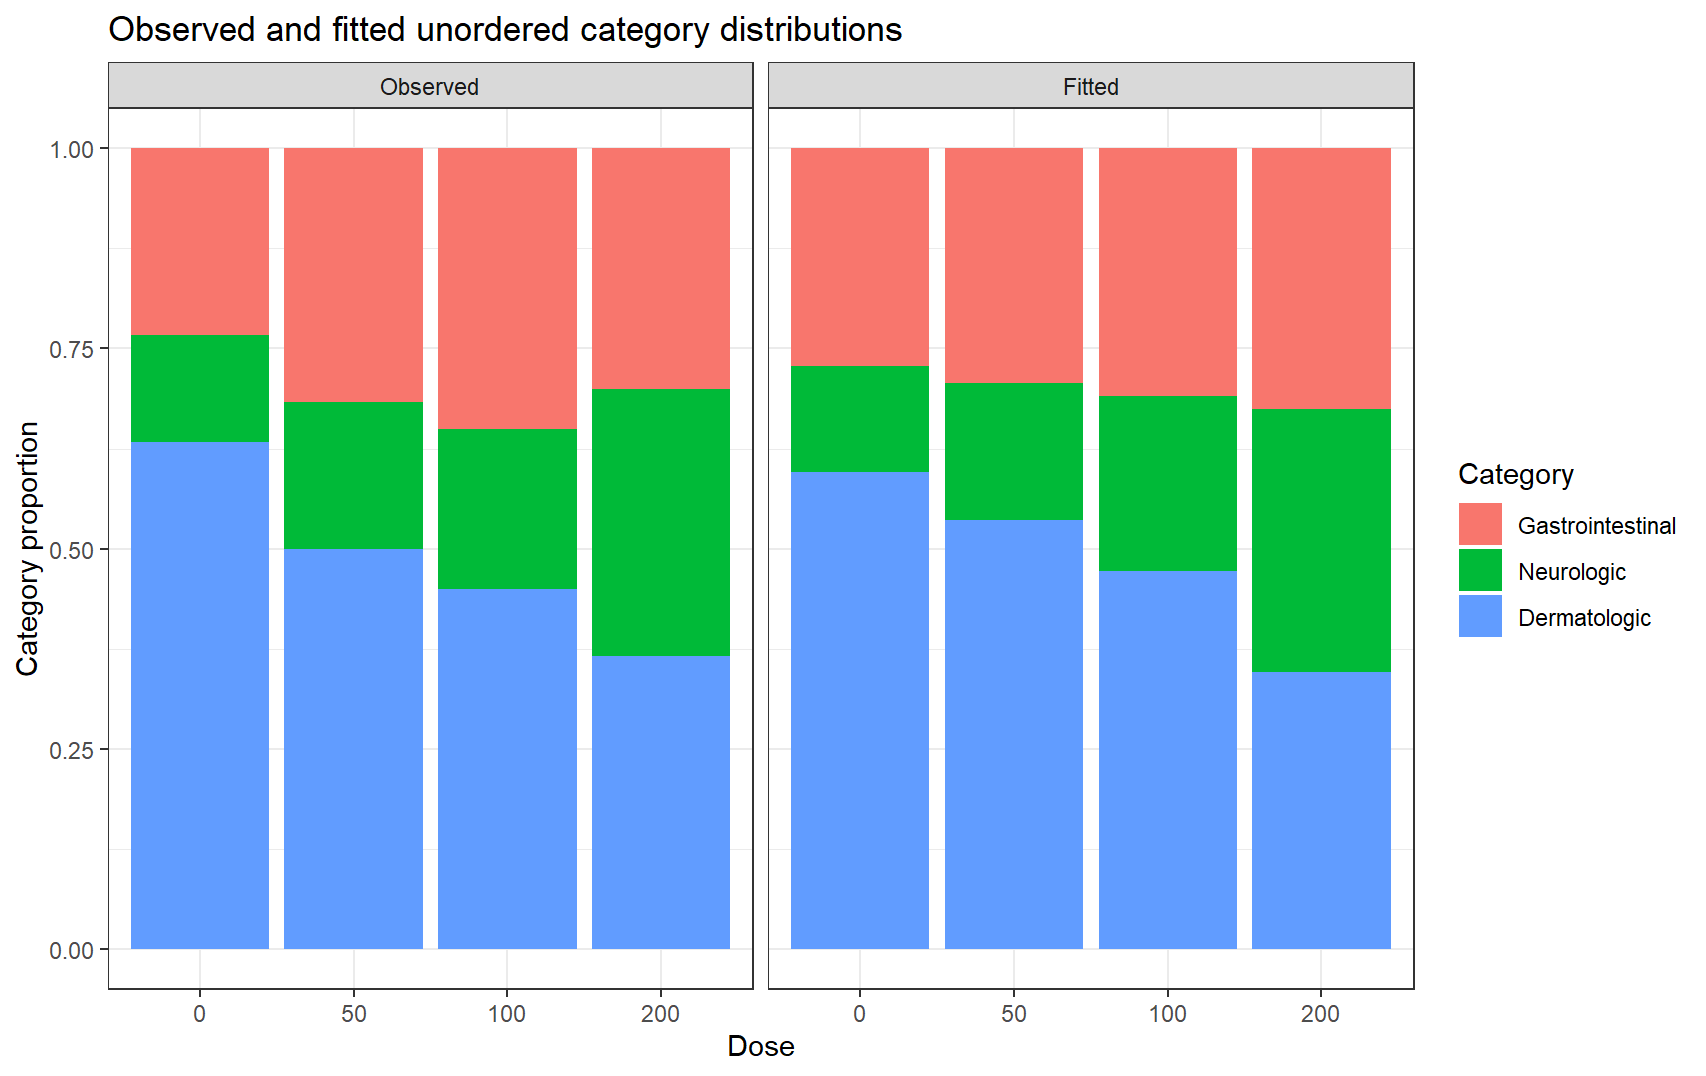 Observed and fitted unordered category distributions
Observed
Fitted
Category proportion
1.00
0.75
0.50
0.25
0.00
0
50
100
200
0
50
100
200
Dose
Category
Gastrointestinal
Neurologic
Dermatologic